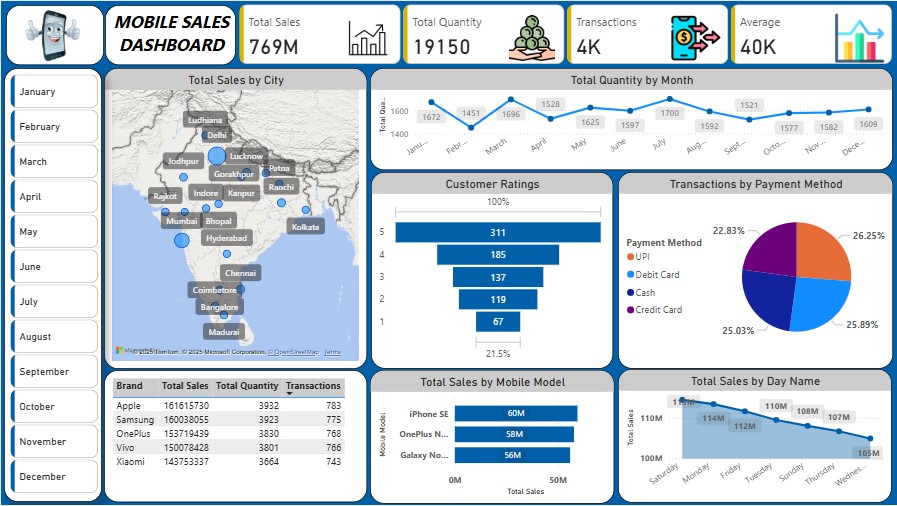 MOBILE SALES
DASHBOARD
Total Sales
769M
Total Quantity
19150
Transactions
4K
Average
40K
January
February
March
April
May
June
July
August
September
October
November
December
Total Sales by City
Ludhiana
Delhi
Jodhpur
Lucknow
Gorakhpur
Patna
Rajkot
Indore
Kanpur
Ranchi
Mumbai
Bhopal
Kolkata
Hyderabad
Chennai
Coimbatore
Bangalore
Madurai
© 2025 TomTom, © 2025 Microsoft Corporation, © OpenStreetMap Terms
Total Quantity by Month
Total Qua...
1600
1400
1672
1451
1696
1528
1625
1597
1700
1592
1521
1577
1582
1609
Janu...
Febr...
March
April
May
June
July
Aug...
Sept...
Octo...
Nov...
Dece...
Customer Ratings
100%
5 311
4 185
3 137
2 119
1 67
21.5%
Transactions by Payment Method
Payment Method
UPI
Debit Card
Cash
Credit Card
22.83%
26.25%
25.03%
25.89%
Brand Total Sales Total Quantity Transactions
Apple 161615730 3932 783
Samsung 160038055 3923 775
OnePlus 153719439 3830 768
Vivo 150078428 3801 766
Xiaomi 143753337 3664 743
Total Sales by Mobile Model
Mobile Model
iPhone SE 60M
OnePlus N... 58M
Galaxy No... 56M
0M 50M
Total Sales
Total Sales by Day Name
Total Sales
110M
100M
114M
112M
110M
108M
107M
105M
Saturday
Monday
Friday
Tuesday
Sunday
Thursday
Wednes...